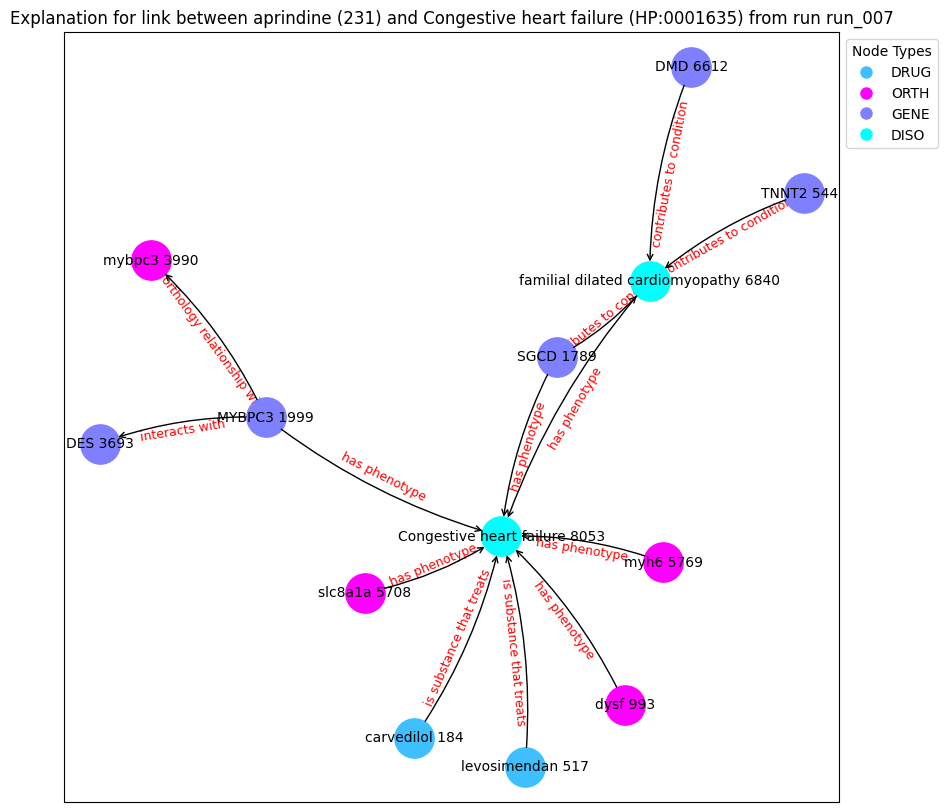 Explanation for link between aprindine (231) and Congestive heart failure (HP:0001635) from run run_007
Node Types
DRUG
ORTH
GENE
DISO
DMD 6612
contributes to condition
TNNT2 544
ontributes to condition
mybpc3 3990
familial dilated cardiomyopathy 6840
orthology relationship w
butes to con
SGCD 1789
has phenotype
MYBPC3 1999
DES 3693
interacts with
has phenotype
has phenotype
Congestive heart failure 8053
has phenotype
has phenotype
myh6 5769
slc8a1a 5708
is substance that treats
is substance that treats
has phenotype
dysf 993
carvedilol 184
levosimendan 517